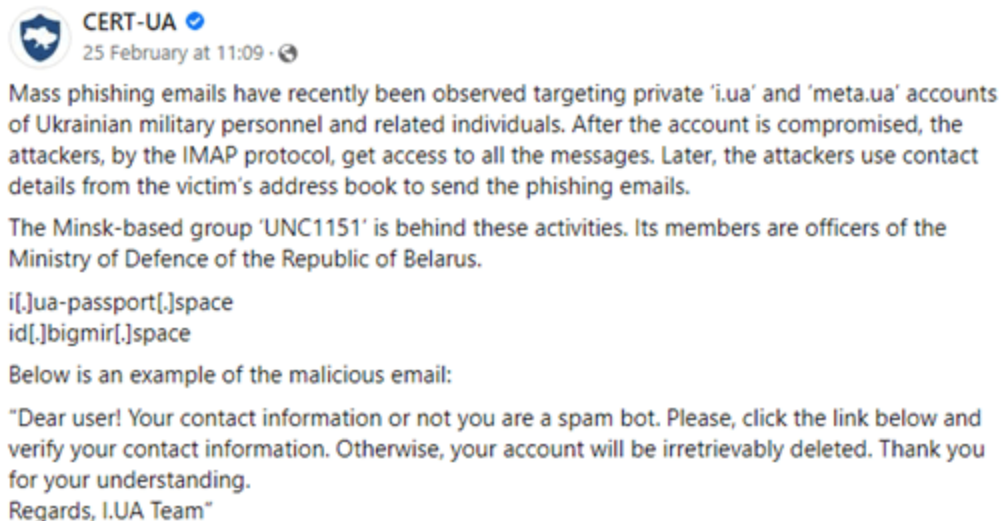 CERT-UA
25 February at 11:09 ·
Mass phishing emails have recently been observed targeting private 'i.ua' and 'meta.ua' accounts
of Ukrainian military personnel and related individuals. After the account is compromised, the
attackers, by the IMAP protocol, get access to all the messages. Later, the attackers use contact
details from the victim's address book to send the phishing emails.
The Minsk-based group 'UNC1151' is behind these activities. Its members are officers of the
Ministry of Defence of the Republic of Belarus.
i[.]ua-passport[.]space
id[.]bigmir[.]space
Below is an example of the malicious email:
"Dear user! Your contact information or not you are a spam bot. Please, click the link below and
verify your contact information. Otherwise, your account will be irretrievably deleted. Thank you
for your understanding.
Regards, I.UA Team"